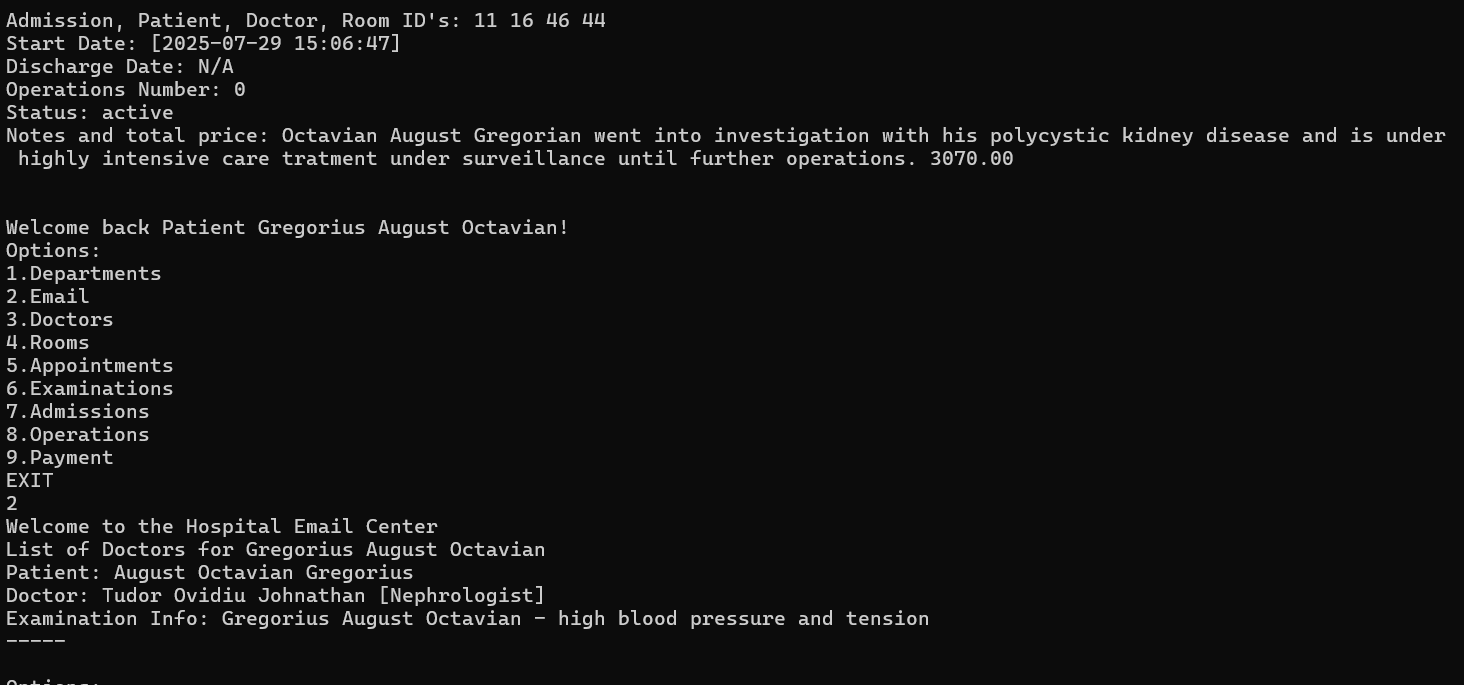 Admission, Patient, Doctor, Room ID's: 11 16 46 44
Start Date: [2025-07-29 15:06:47]
Discharge Date: N/A
Operations Number: 0
Status: active
Notes and total price: Octavian August Gregorian went into investigation with his polycystic kidney disease and is under
highly intensive care tratment under surveillance until further operations. 3070.00
Welcome back Patient Gregorius August Octavian!
Options:
1.Departments
2.Email
3.Doctors
4.Rooms
5.Appointments
6.Examinations
7.Admissions
8.Operations
9.Payment
EXIT
2
Welcome to the Hospital Email Center
List of Doctors for Gregorius August Octavian
Patient: August Octavian Gregorius
Doctor: Tudor Ovidiu Johnathan [Nephrologist]
Examination Info: Gregorius August Octavian - high blood pressure and tension
-----